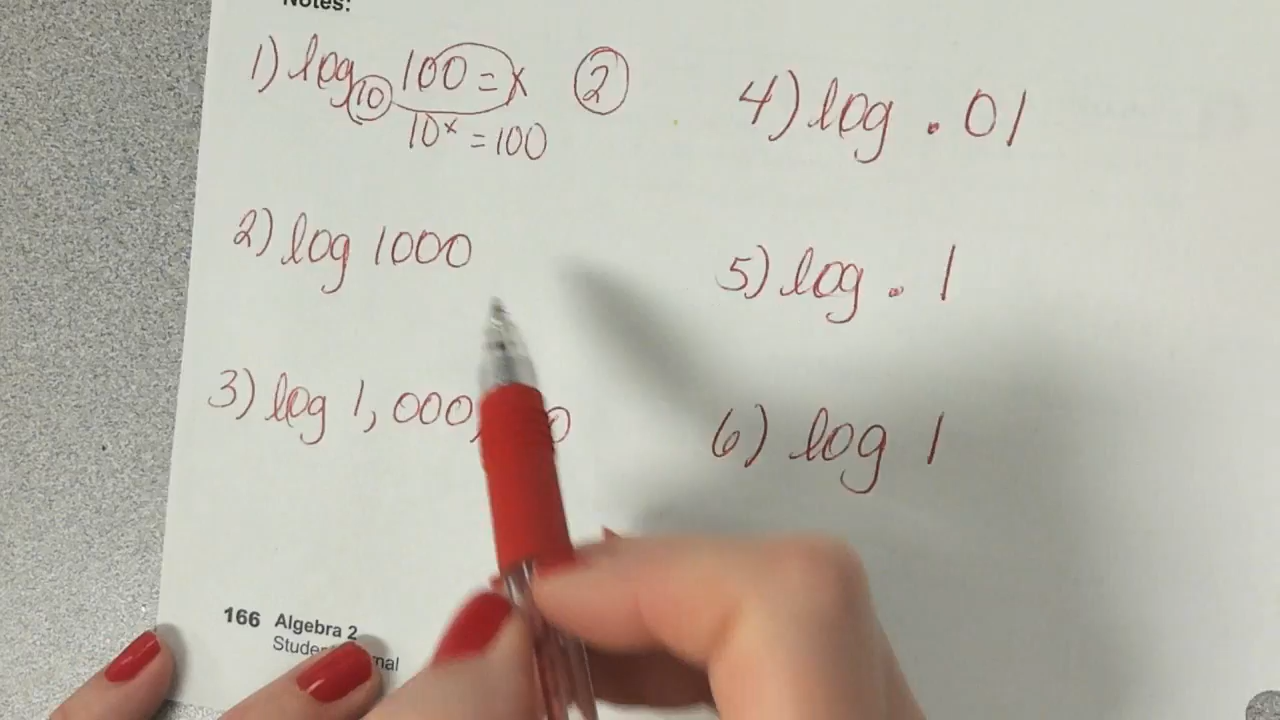 Notes:
1) log₁₀ 100 = x ②
10ˣ = 100
2) log 1000
3) log 1,000,
4) log .01
5) log .1
6) log 1
166 Algebra 2